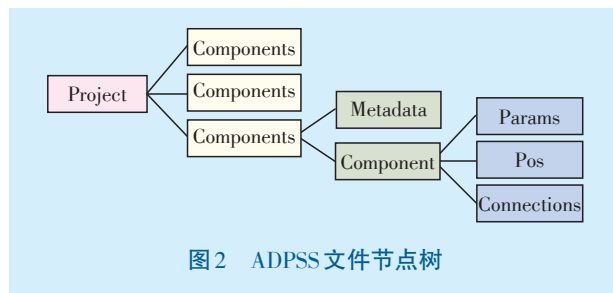 Components
Components
Project
Components
Metadata
Component
Params
Pos
Connections
图2 ADPSS文件节点树